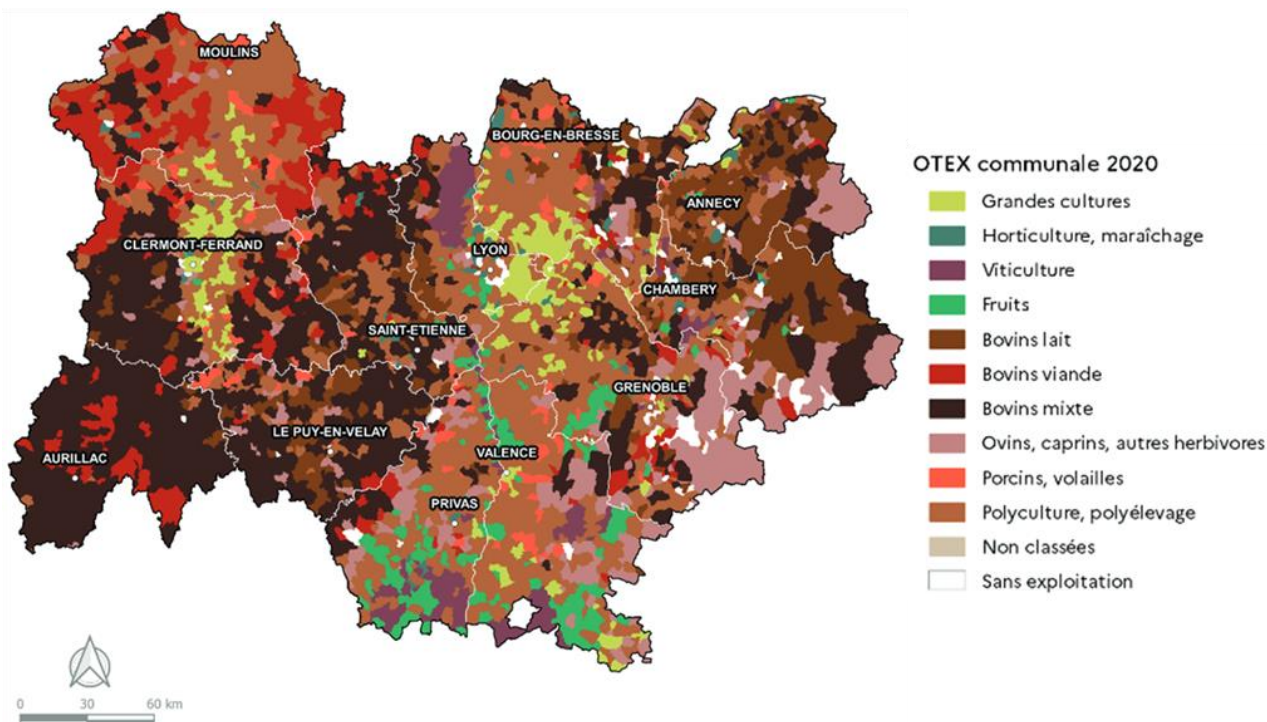 MOULINS
BOURG-EN-BRESSE
ANNECY
CLERMONT-FERRAND
LYON
CHAMBERY
SAINT-ETIENNE
GRENOBLE
LE PUY-EN-VELAY
VALENCE
AURILLAC
PRIVAS
0 30 60 km
OTEX communale 2020
Grandes cultures
Horticulture, maraîchage
Viticulture
Fruits
Bovins lait
Bovins viande
Bovins mixte
Ovins, caprins, autres herbivores
Porcins, volailles
Polyculture, polyélevage
Non classées
Sans exploitation